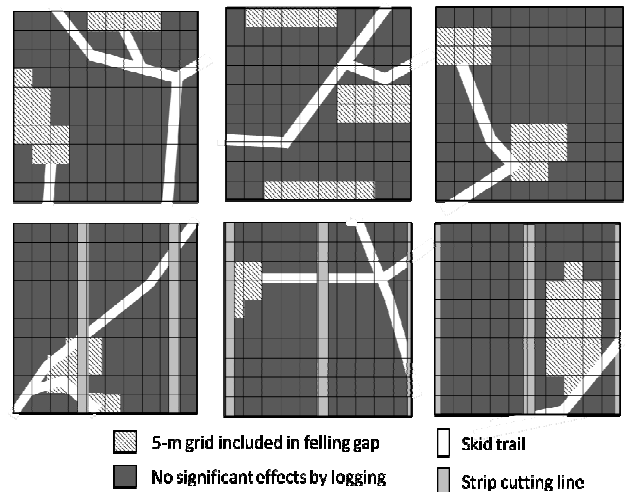 5-m grid included in felling gap
Skid trail
No significant effects by logging
Strip cutting line